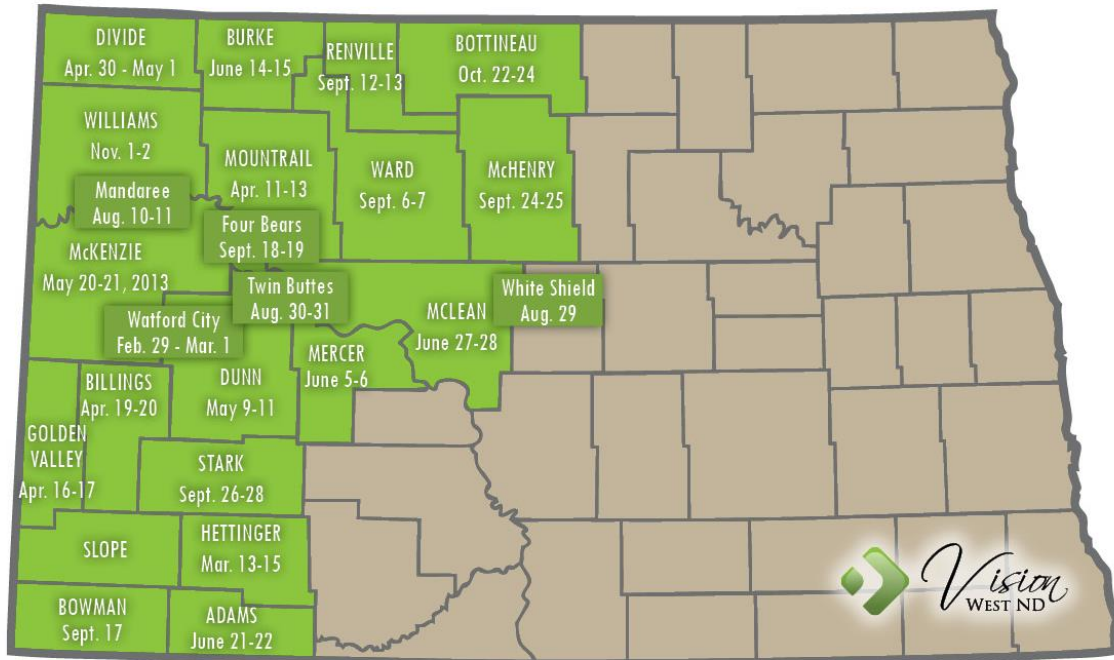 DIVIDE
Apr. 30 - May 1
BURKE
June 14-15
RENVILLE
Sept. 12-13
BOTTINEAU
Oct. 22-24
WILLIAMS
Nov. 1-2
MOUNTRAIL
Apr. 11-13
WARD
Sept. 6-7
McHENRY
Sept. 24-25
Mandaree
Aug. 10-11
Four Bears
Sept. 18-19
McKENZIE
May 20-21, 2013
Twin Buttes
Aug. 30-31
MCLEAN
June 27-28
White Shield
Aug. 29
Watford City
Feb. 29 - Mar. 1
MERCER
June 5-6
BILLINGS
Apr. 19-20
DUNN
May 9-11
GOLDEN
VALLEY
Apr. 16-17
STARK
Sept. 26-28
SLOPE
HETTINGER
Mar. 13-15
BOWMAN
Sept. 17
ADAMS
June 21-22
Vision
WEST ND